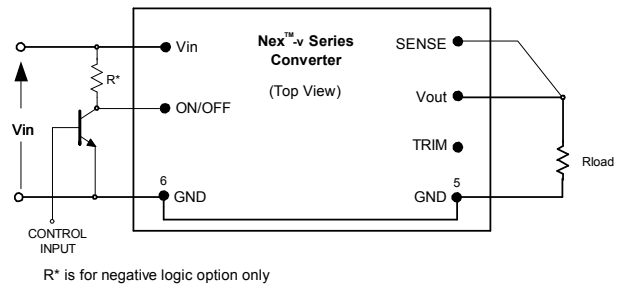 Nex™-v Series
Converter
(Top View)
Vin
SENSE
R*
ON/OFF
Vout
Vin
TRIM
Rload
6
GND
5
GND
CONTROL
INPUT
R* is for negative logic option only